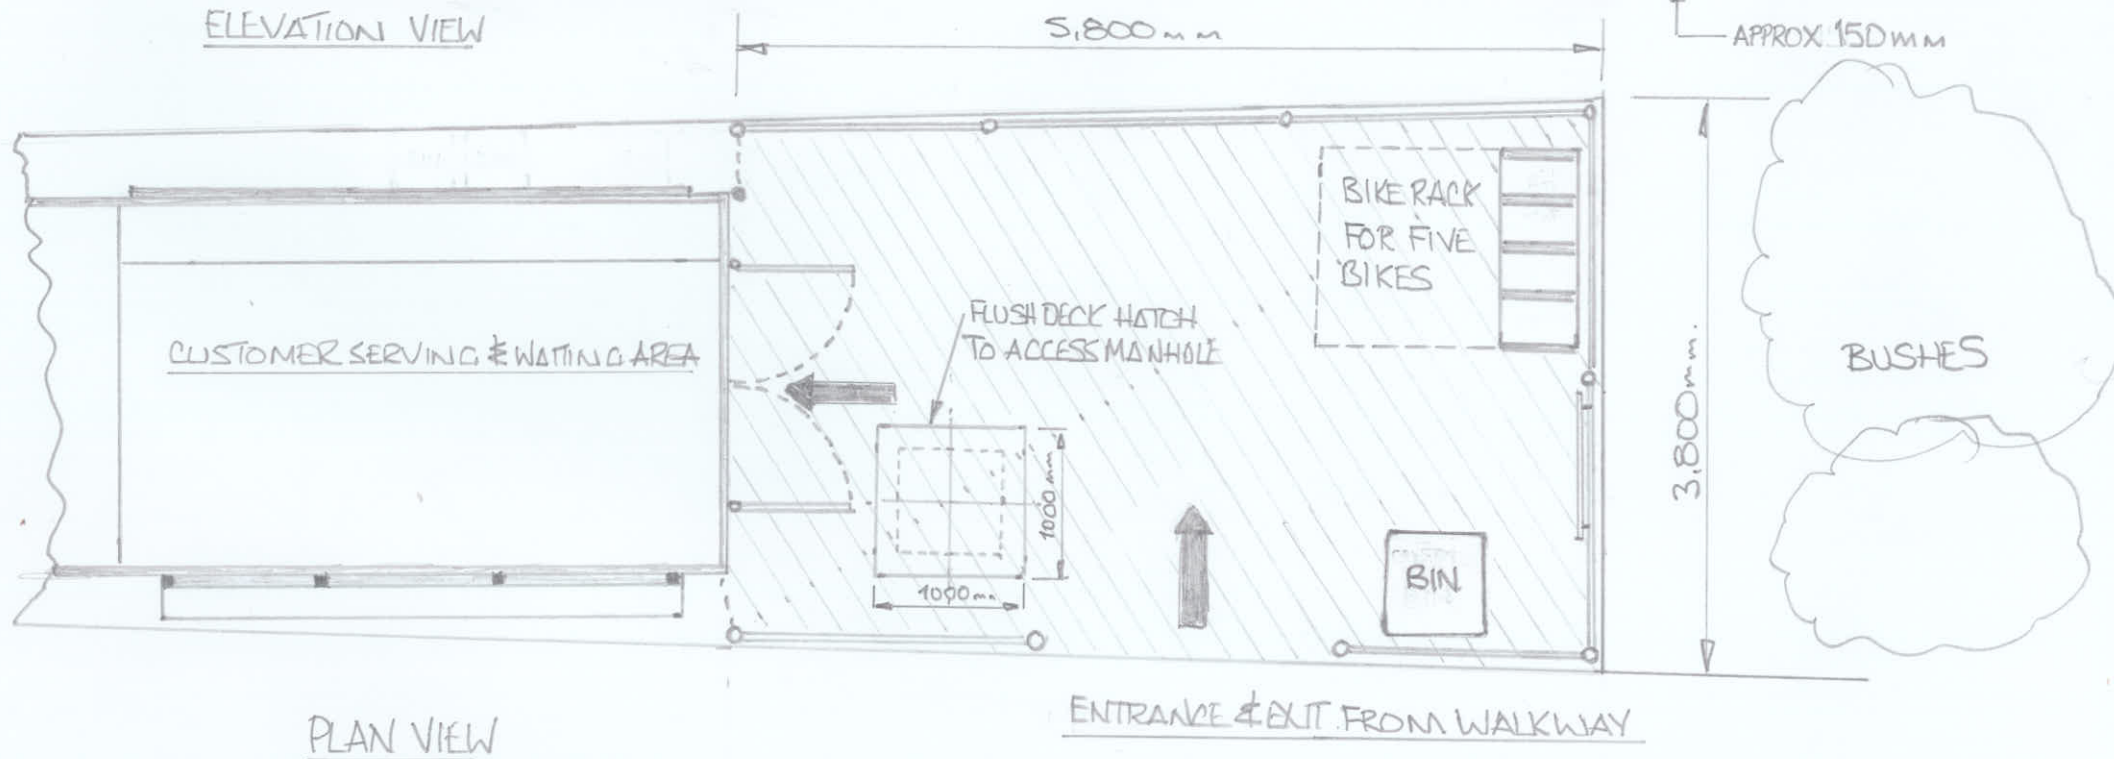 ELEVATION VIEW
5,800mm
APPROX 150mm
BIKE RACK
FOR FIVE
BIKES
FLUSH DECK HATCH
TO ACCESS MANHOLE
CUSTOMER SERVING & WAITING AREA
BUSHES
3,800mm.
1000mm
1000mm
BIN
ENTRANCE & EXIT FROM WALKWAY
PLAN VIEW